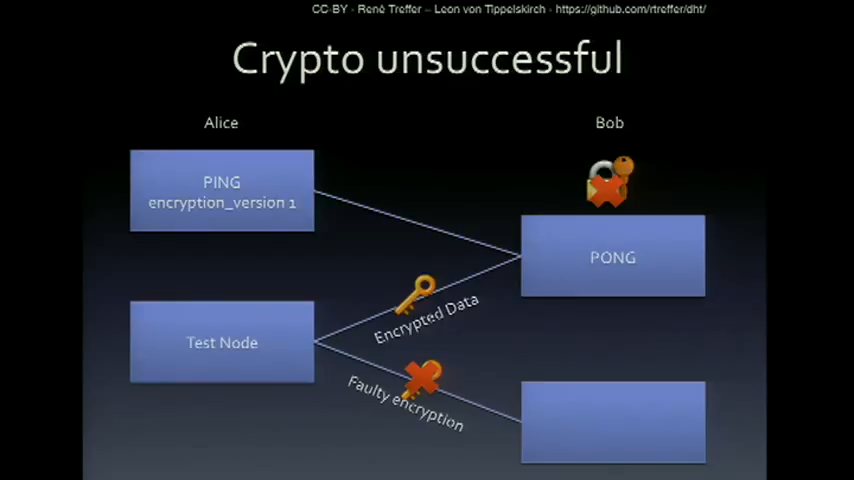 CC-BY · René Treffer – Leon von Tippelskirch · https://github.com/rtreffer/dht/
Crypto unsuccessful
Alice
Bob
PING
encryption_version 1
PONG
Encrypted Data
Test Node
Faulty encryption